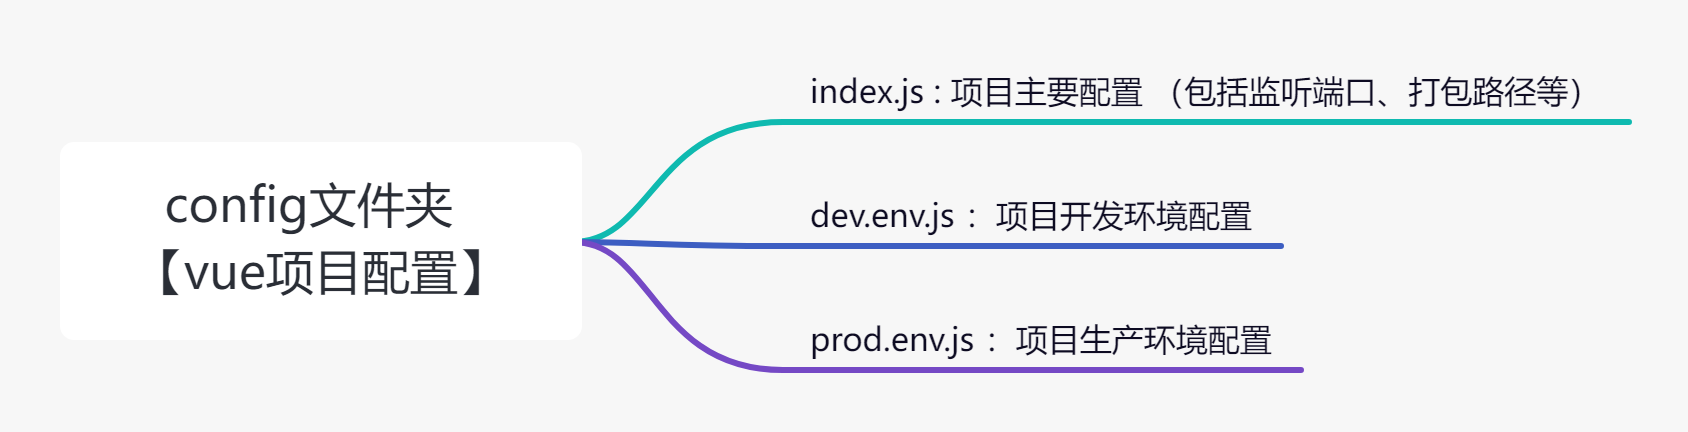 config文件夹
【vue项目配置】
index.js : 项目主要配置 （包括监听端口、打包路径等）
dev.env.js ： 项目开发环境配置
prod.env.js ： 项目生产环境配置